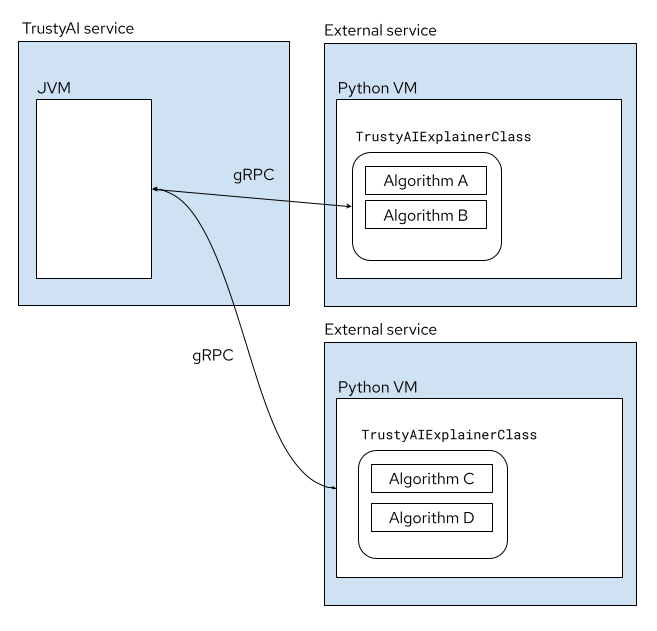 TrustyAI service
JVM
gRPC
External service
Python VM
TrustyAIExplainerClass
Algorithm A
Algorithm B
gRPC
External service
Python VM
TrustyAIExplainerClass
Algorithm C
Algorithm D